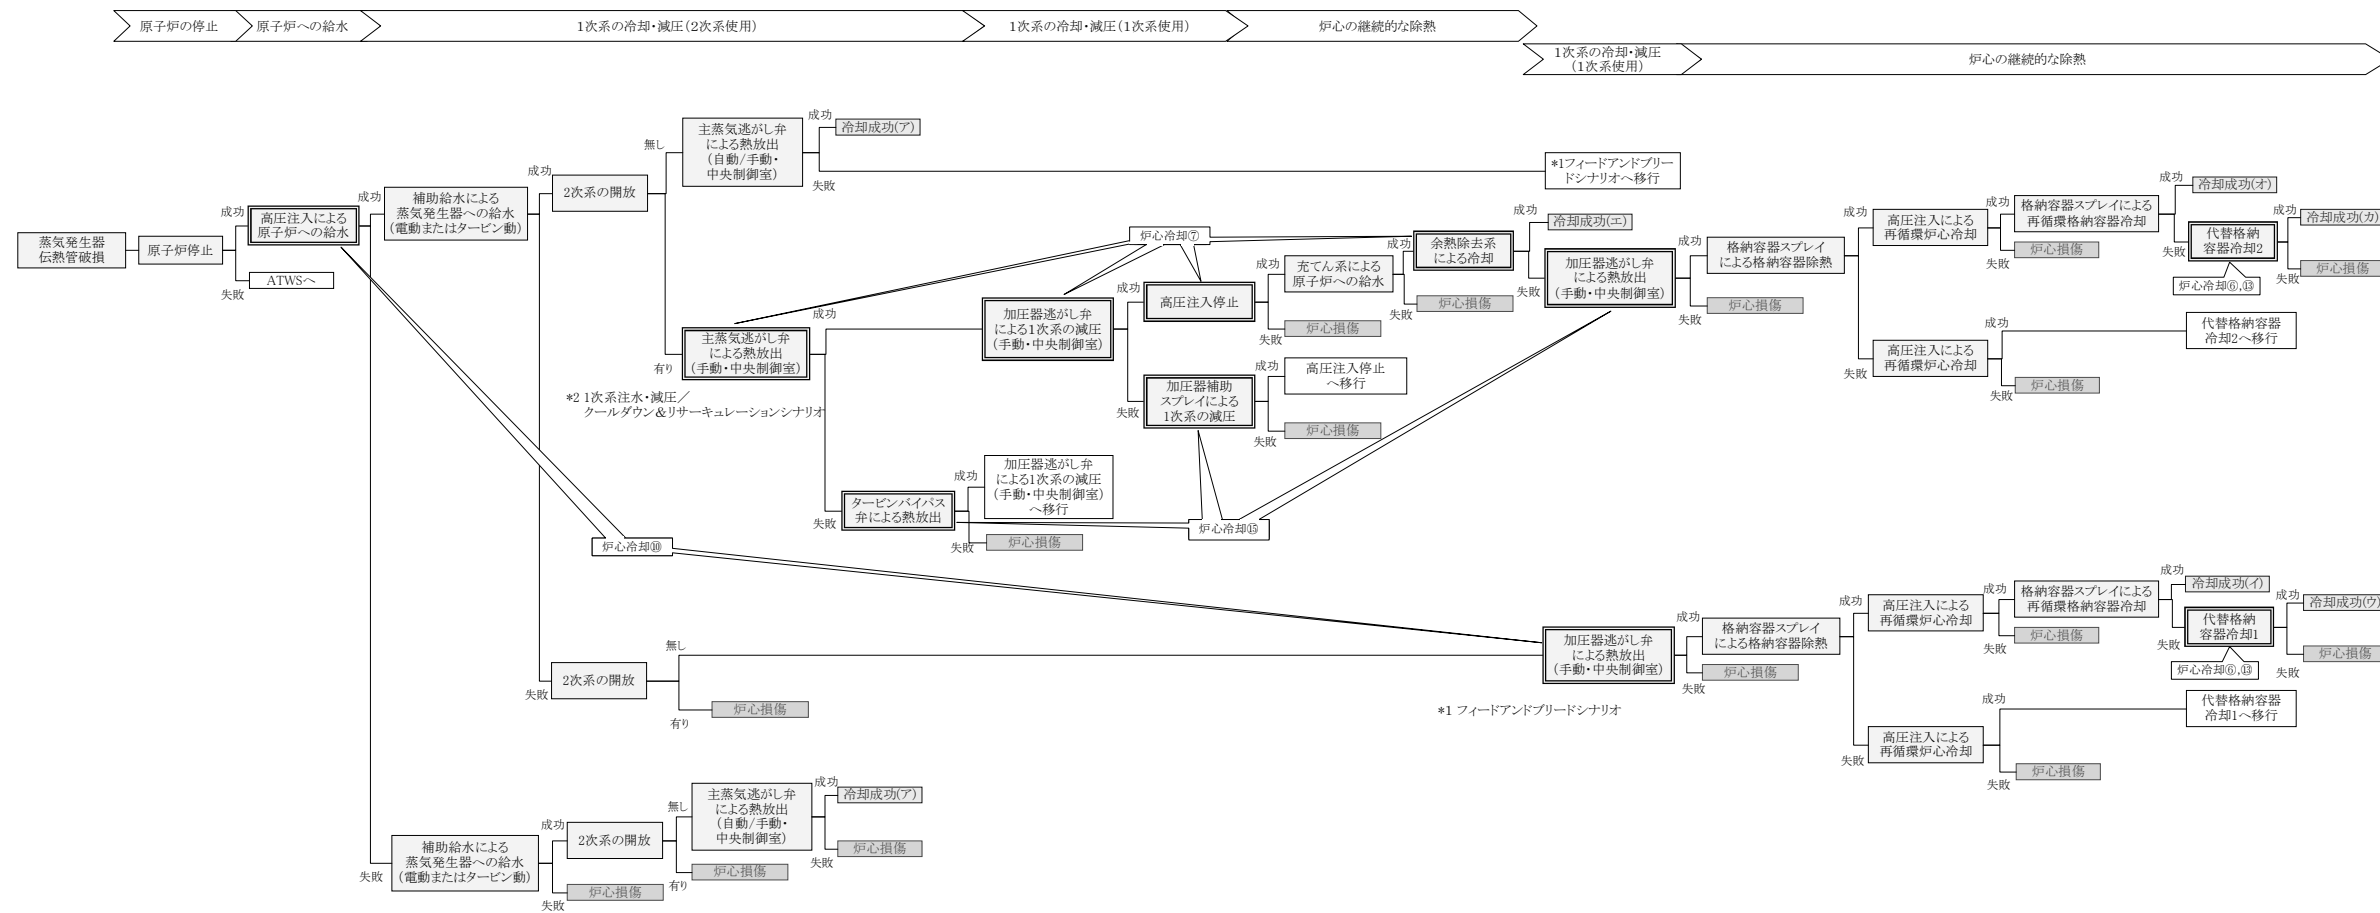 原子炉の停止
原子炉への給水
1次系の冷却・減圧（2次系使用）
1次系の冷却・減圧（1次系使用）
炉心の継続的な除熱
1次系の冷却・減圧
（1次系使用）
炉心の継続的な除熱
蒸気発生器
伝熱管破損
原子炉停止
成功
失敗
高圧注入による
原子炉への給水
ATWSへ
成功
失敗
補助給水による
蒸気発生器への給水
（電動またはタービン動）
成功
失敗
2次系の開放
無し
有り
主蒸気逃がし弁
による熱放出
（自動/手動・
中央制御室）
成功
冷却成功(ア)
失敗
*1フィードアンドブリー
ドシナリオへ移行
主蒸気逃がし弁
による熱放出
（手動・中央制御室）
*2 1次系注水・減圧／
クールダウン＆リサーキュレーションシナリオ
成功
失敗
炉心冷却⑦
加圧器逃がし弁
による1次系の減圧
（手動・中央制御室）
成功
失敗
高圧注入停止
成功
失敗
充てん系による
原子炉への給水
炉心損傷
成功
失敗
余熱除去系
による冷却
炉心損傷
成功
冷却成功(エ)
失敗
加圧器逃がし弁
による熱放出
（手動・中央制御室）
成功
失敗
格納容器スプレイ
による格納容器除熱
炉心損傷
成功
失敗
高圧注入による
再循環炉心冷却
成功
失敗
格納容器スプレイによる
再循環格納容器冷却
炉心損傷
成功
冷却成功(オ)
失敗
代替格納
容器冷却2
炉心冷却⑥,⑬
成功
冷却成功(カ)
失敗
炉心損傷
高圧注入による
再循環炉心冷却
成功
代替格納容器
冷却2へ移行
失敗
炉心損傷
加圧器補助
スプレイによる
1次系の減圧
成功
高圧注入停止
へ移行
失敗
炉心損傷
タービンバイパス
弁による熱放出
成功
加圧器逃がし弁
による1次系の減圧
（手動・中央制御室）
へ移行
失敗
炉心損傷
炉心冷却⑮
炉心冷却⑩
2次系の開放
無し
有り
炉心損傷
加圧器逃がし弁
による熱放出
（手動・中央制御室）
*1 フィードアンドブリードシナリオ
成功
失敗
格納容器スプレイ
による格納容器除熱
炉心損傷
成功
失敗
高圧注入による
再循環炉心冷却
成功
失敗
格納容器スプレイによる
再循環格納容器冷却
炉心損傷
成功
冷却成功(イ)
失敗
代替格納
容器冷却1
炉心冷却⑥,⑬
成功
冷却成功(ウ)
失敗
炉心損傷
高圧注入による
再循環炉心冷却
成功
代替格納容器
冷却1へ移行
失敗
炉心損傷
補助給水による
蒸気発生器への給水
（電動またはタービン動）
成功
失敗
2次系の開放
炉心損傷
無し
有り
主蒸気逃がし弁
による熱放出
（自動/手動・
中央制御室）
炉心損傷
成功
冷却成功(ア)
失敗
炉心損傷